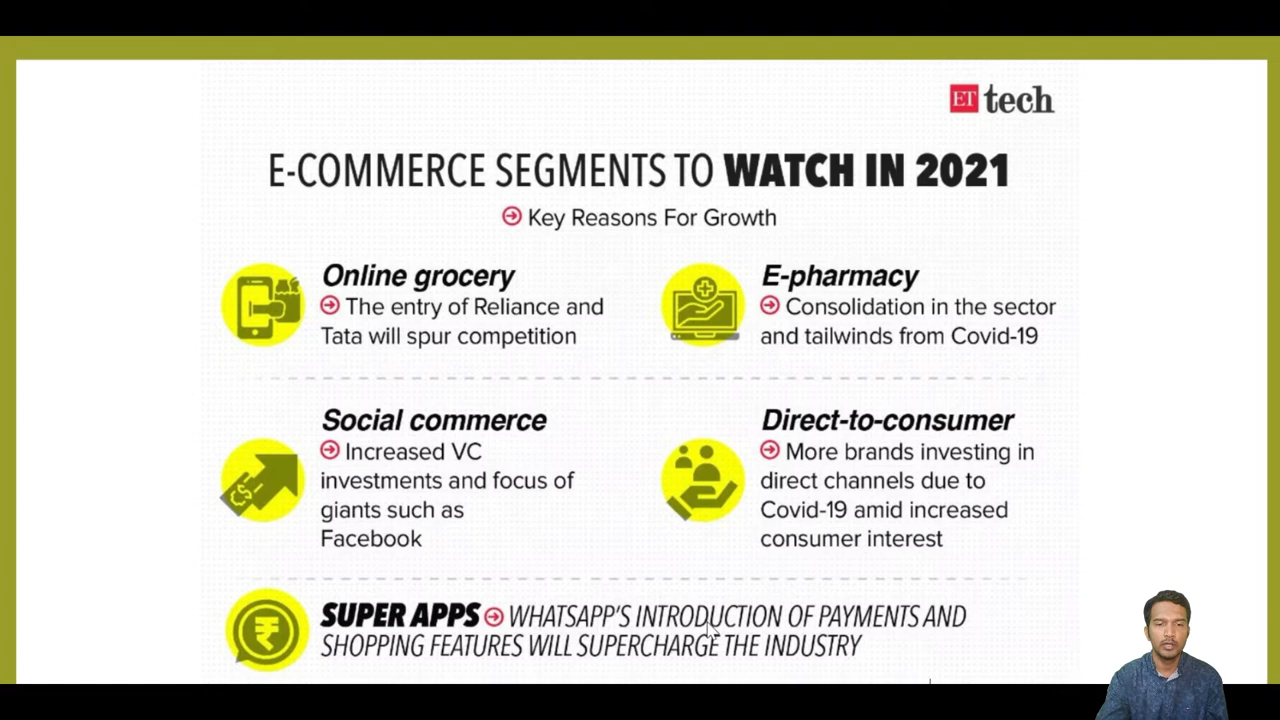 ET tech
E-COMMERCE SEGMENTS TO WATCH IN 2021
Key Reasons For Growth
Online grocery
The entry of Reliance and
Tata will spur competition
E-pharmacy
Consolidation in the sector
and tailwinds from Covid-19
Social commerce
Increased VC
investments and focus of
giants such as
Facebook
Direct-to-consumer
More brands investing in
direct channels due to
Covid-19 amid increased
consumer interest
SUPER APPS WHATSAPP'S INTRODUCTION OF PAYMENTS AND
SHOPPING FEATURES WILL SUPERCHARGE THE INDUSTRY